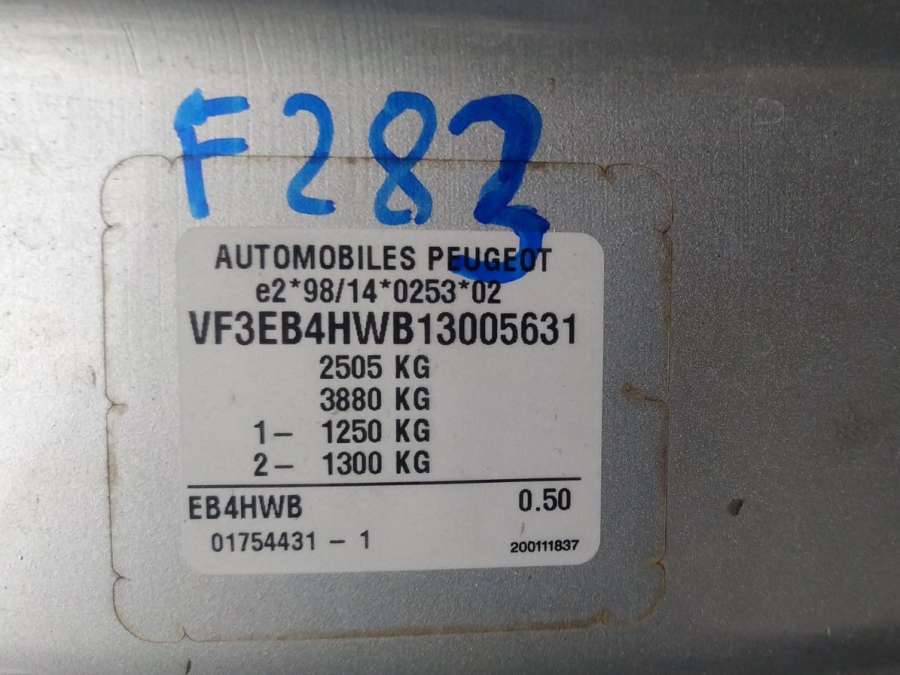 F283
AUTOMOBILES PEUGEOT
e2*98/14*0253*02
VF3EB4HWB13005631
2505 KG
3880 KG
1- 1250 KG
2- 1300 KG
EB4HWB 0.50
01754431 - 1 200111837